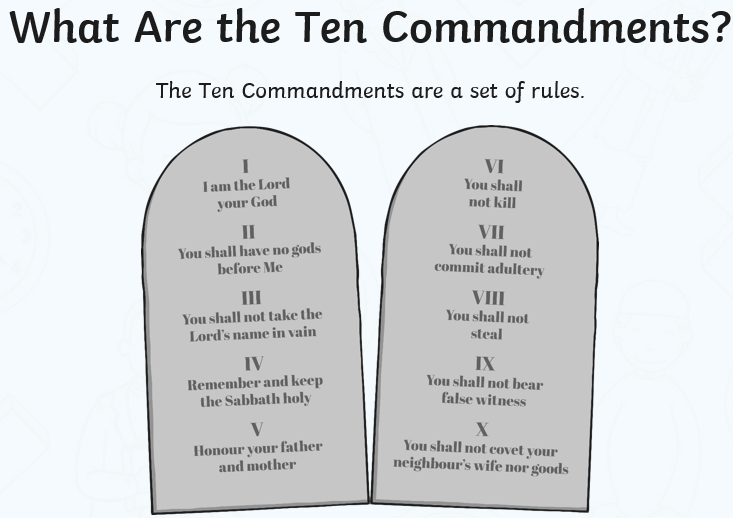 What Are the Ten Commandments?
The Ten Commandments are a set of rules.
I
I am the Lord
your God
II
You shall have no gods
before Me
III
You shall not take the
Lord's name in vain
IV
Remember and keep
the Sabbath holy
V
Honour your father
and mother
VI
You shall
not kill
VII
You shall not
commit adultery
VIII
You shall not
steal
IX
You shall not bear
false witness
X
You shall not covet your
neighbour's wife nor goods